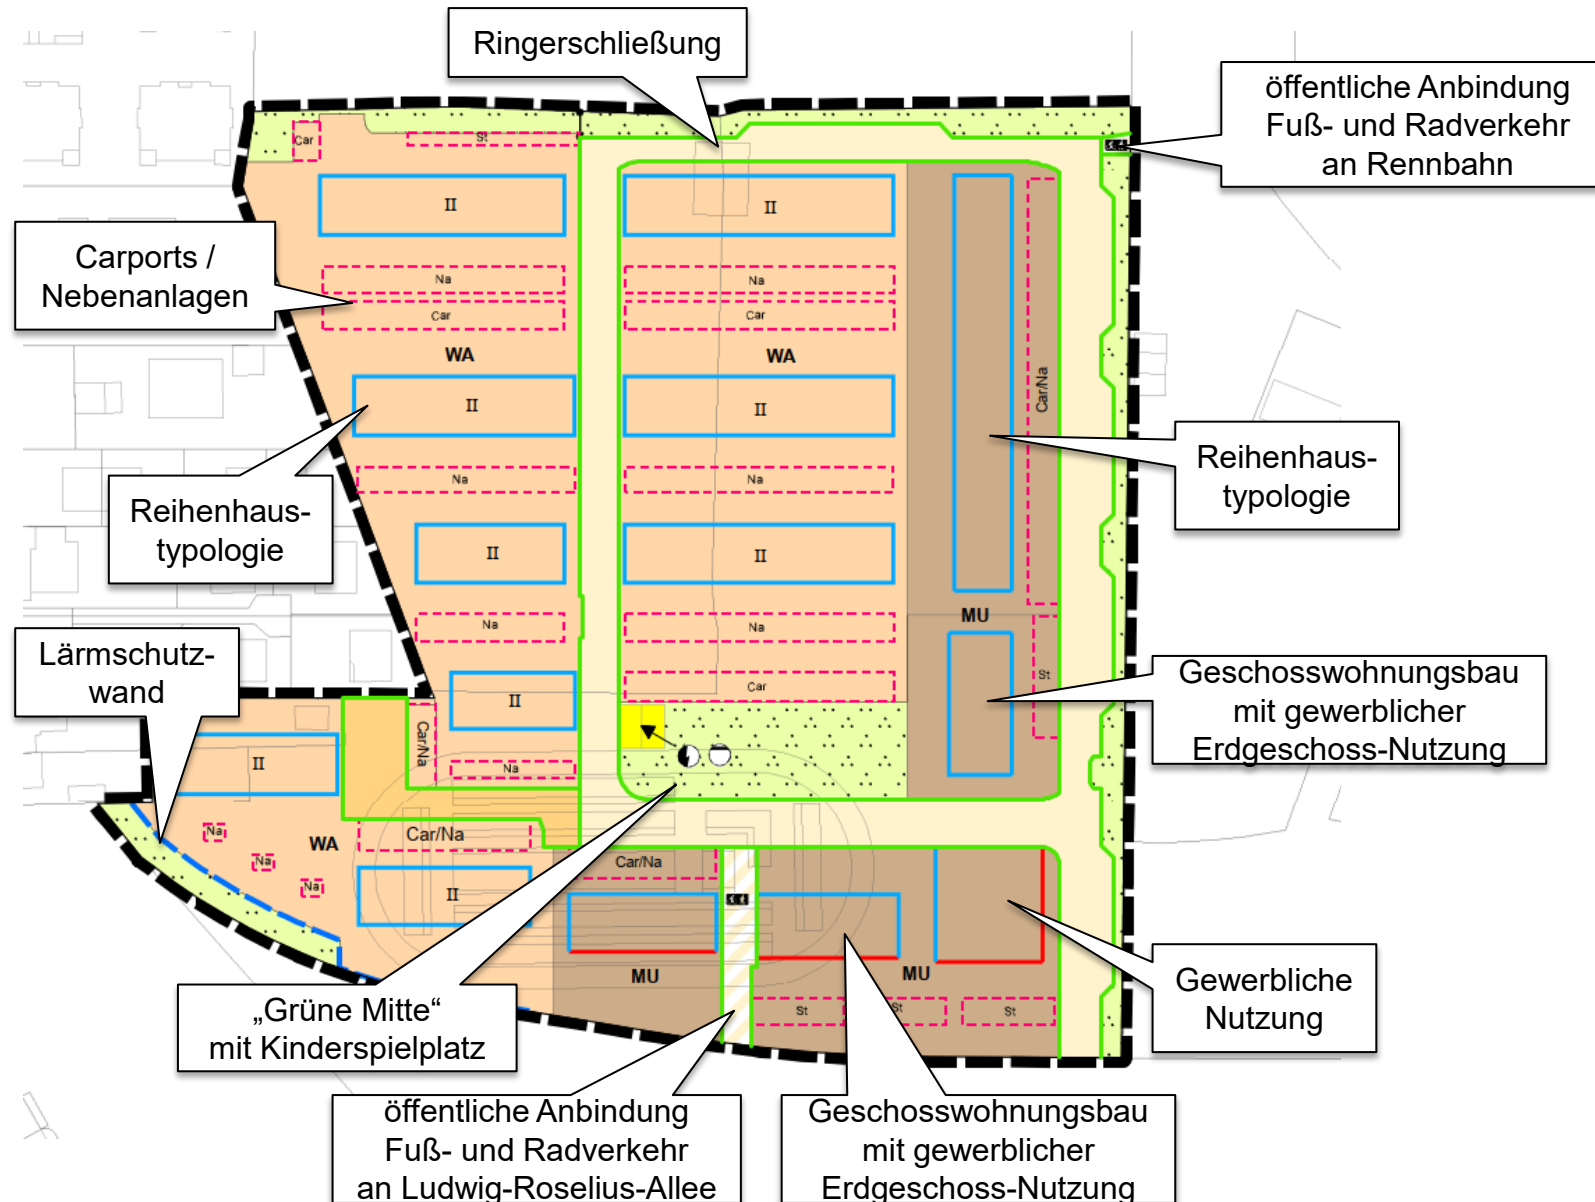 Ringerschließung
öffentliche Anbindung
Fuß- und Radverkehr
an Rennbahn
Car
St
II
II
Carports /
Nebenanlagen
Na
Na
Car
Car
WA
WA
Car/Na
II
II
Reihenhaus-
typologie
Reihenhaus-
typologie
Na
Na
II
II
Na
Na
MU
Lärmschutz-
wand
Geschosswohnungsbau
mit gewerblicher
Erdgeschoss-Nutzung
Car
St
II
Car/Na
Na
II
Na
Na
Na
WA
Car/Na
II
Car/Na
MU
MU
St
St
St
Gewerbliche
Nutzung
„Grüne Mitte“
mit Kinderspielplatz
öffentliche Anbindung
Fuß- und Radverkehr
an Ludwig-Roselius-Allee
Geschosswohnungsbau
mit gewerblicher
Erdgeschoss-Nutzung